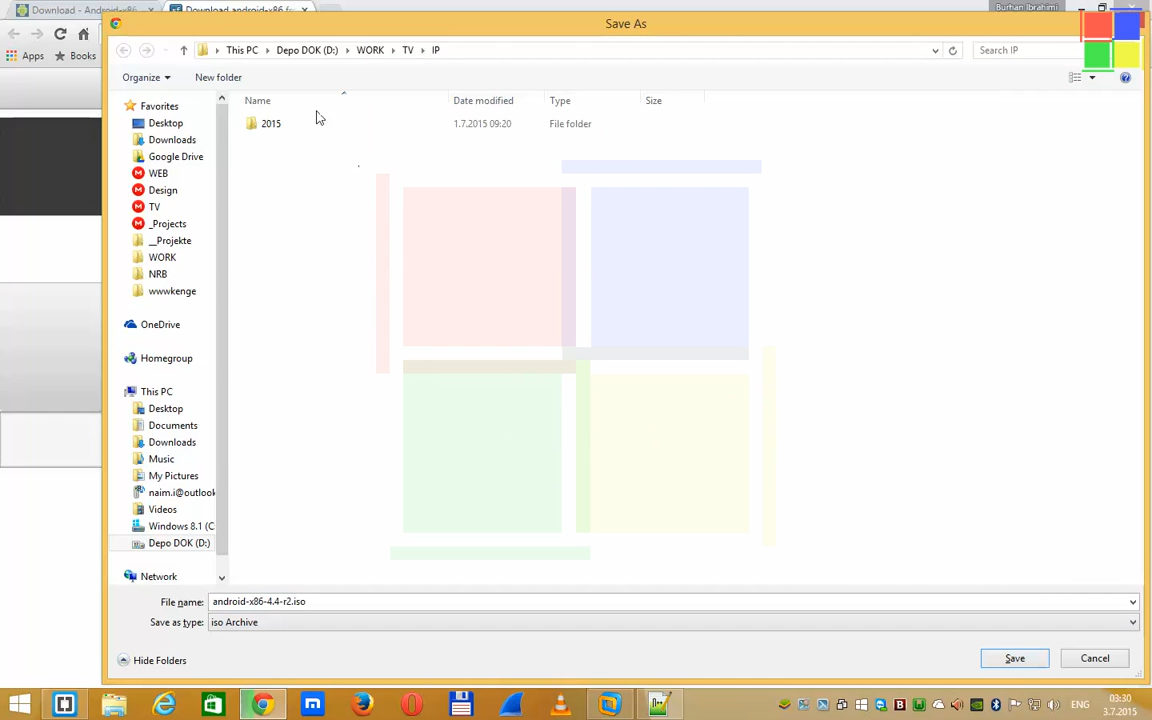 Download - Android-x86
Download android-x86 f
Burhan Ibrahimi
Save As
Apps
Books
This PC
Depo DOK (D:)
WORK
TV
IP
Search IP
Organize
New folder
Name
Date modified
Type
Size
2015
1.7.2015 09:20
File folder
Favorites
Desktop
Downloads
Google Drive
WEB
Design
TV
_Projects
__Projekte
WORK
NRB
wwwkenge
OneDrive
Homegroup
This PC
Desktop
Documents
Downloads
Music
My Pictures
naim.i@outlook
Videos
Windows 8.1 (C
Depo DOK (D:)
Network
File name:
android-x86-4.4-r2.iso
Save as type:
iso Archive
Hide Folders
Save
Cancel
ENG
03:30
3.7.2015